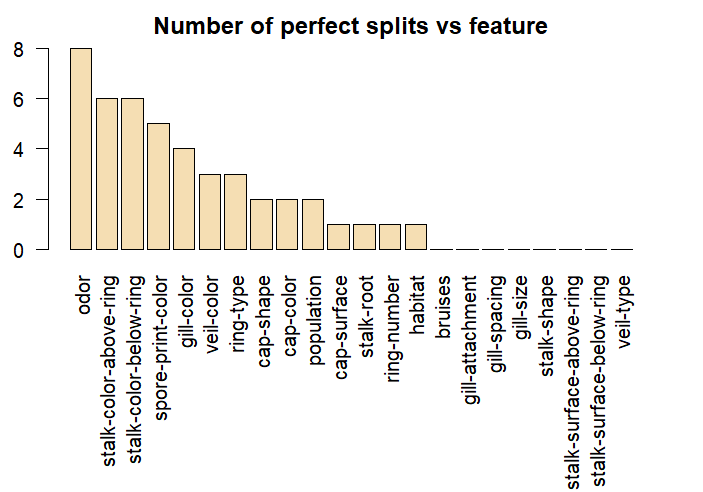 Number of perfect splits vs feature
8
6
4
2
0
odor
stalk-color-above-ring
stalk-color-below-ring
spore-print-color
gill-color
veil-color
ring-type
cap-shape
cap-color
population
cap-surface
stalk-root
ring-number
habitat
bruises
gill-attachment
gill-spacing
gill-size
stalk-shape
stalk-surface-above-ring
stalk-surface-below-ring
veil-type